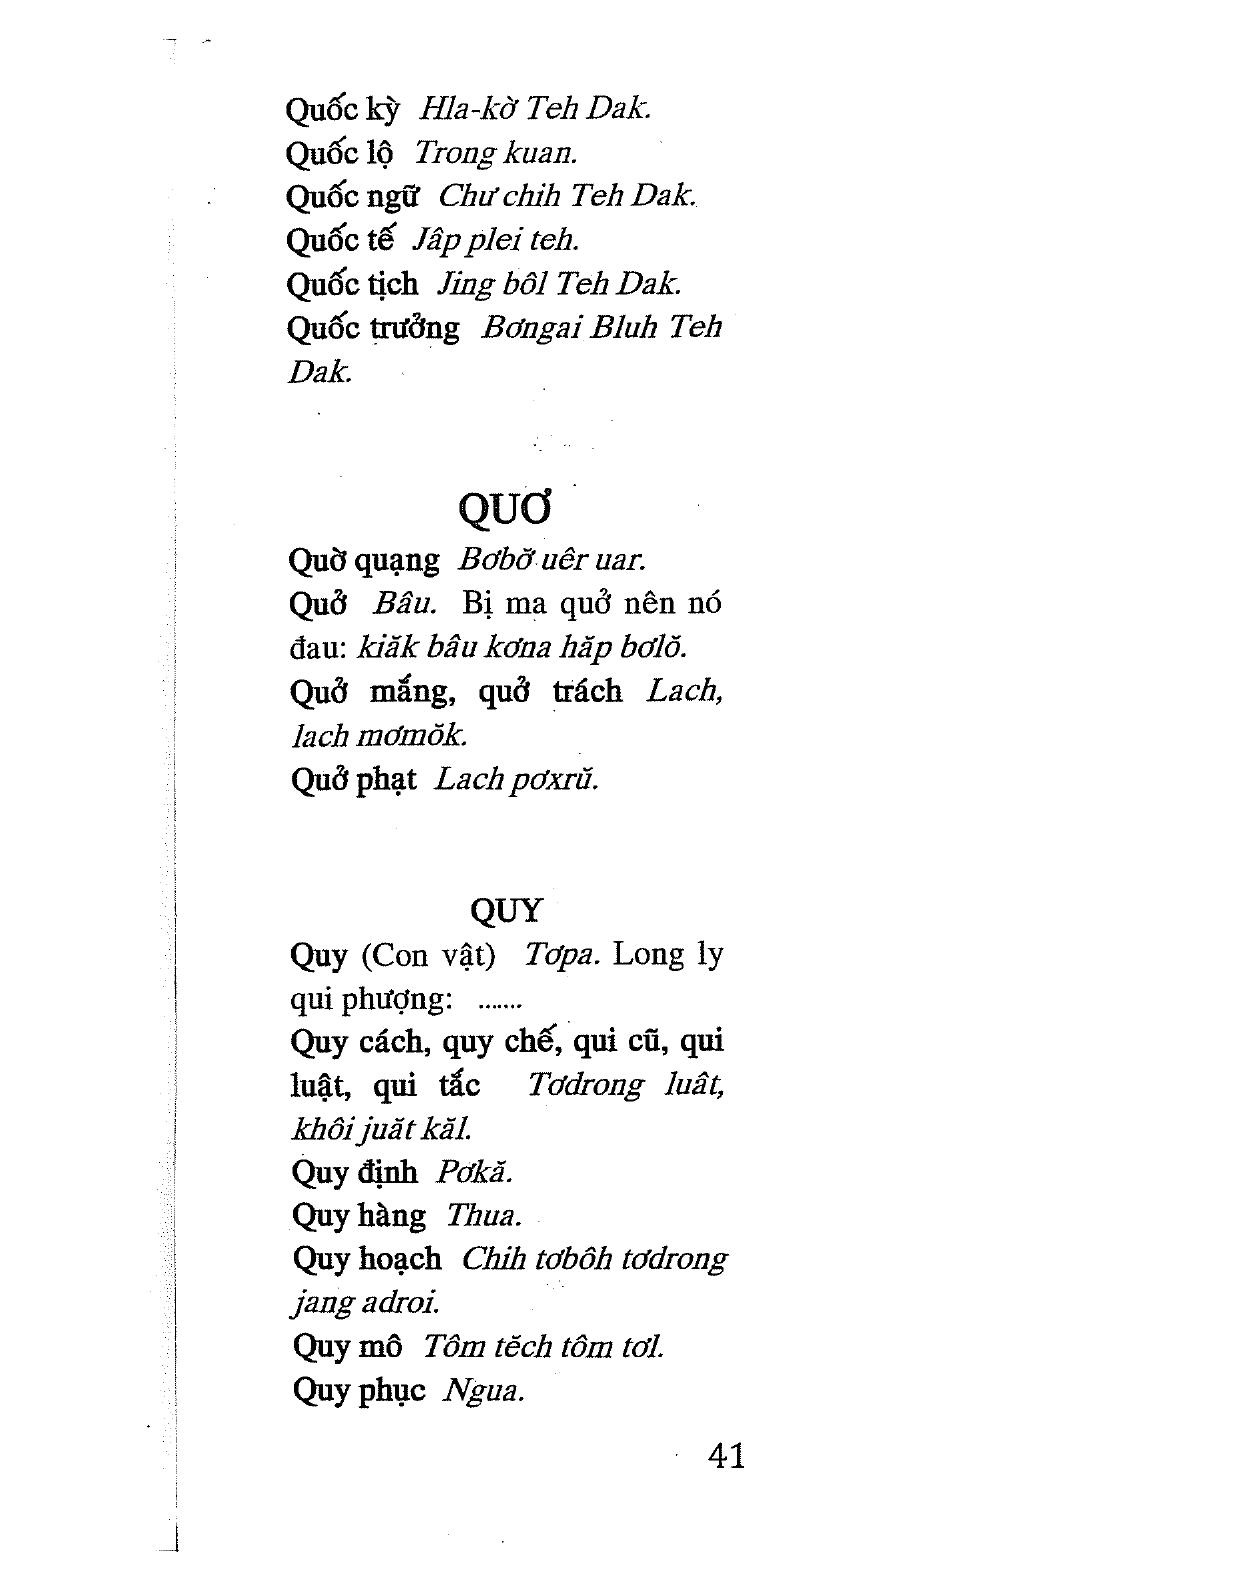 Quốc kỳ Hla-kờ Teh Dak.
Quốc lộ Trong kuan.
Quốc ngữ Chư chih Teh Dak.
Quốc tế Jâp plei teh.
Quốc tịch Jing bôl Teh Dak.
Quốc trưởng Bơngai Bluh Teh
Dak.
QUƠ
Quờ quạng Bơbơ̆ uêr uar.
Quở Bâu. Bị ma quở nên nó
đau: kiăk bâu kơna hăp bơlŏ.
Quở mắng, quở trách Lach,
lach mơmŏk.
Quở phạt Lach pơxrŭ.
QUY
Quy (Con vật) Tơpa. Long ly
qui phượng: .......
Quy cách, quy chế, qui cũ, qui
luật, qui tắc Tơdrong luât,
khôi juăt kăl.
Quy định Pơkă.
Quy hàng Thua.
Quy hoạch Chih tơbôh tơdrong
jang adroi.
Quy mô Tôm tĕch tôm tơl.
Quy phục Ngua.
41